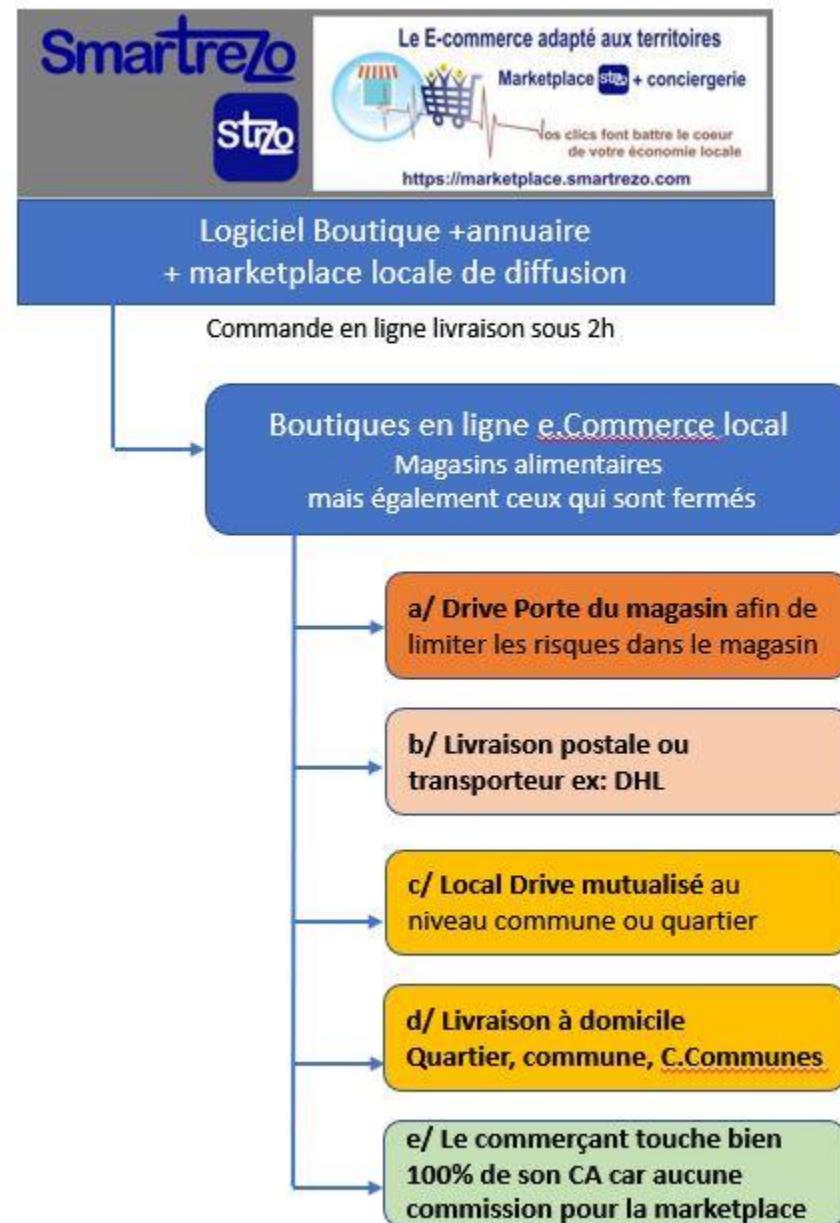 Smartrezo
strzo
Le E-commerce adapté aux territoires
Marketplace strzo + conciergerie
os clics font battre le coeur
de votre économie locale
https://marketplace.smartrezo.com
Logiciel Boutique +annuaire
+ marketplace locale de diffusion
Commande en ligne livraison sous 2h
Boutiques en ligne e.Commerce local
Magasins alimentaires
mais également ceux qui sont fermés
a/ Drive Porte du magasin afin de
limiter les risques dans le magasin
b/ Livraison postale ou
transporteur ex: DHL
c/ Local Drive mutualisé au
niveau commune ou quartier
d/ Livraison à domicile
Quartier, commune, C.Communes
e/ Le commerçant touche bien
100% de son CA car aucune
commission pour la marketplace